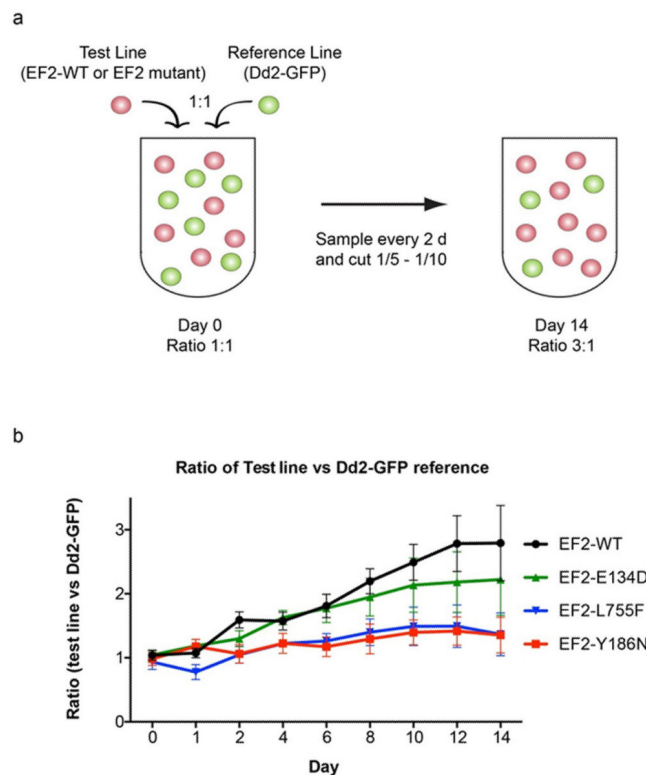 a
Test Line
(EF2-WT or EF2 mutant)
Reference Line
(Dd2-GFP)
1:1
Sample every 2 d
and cut 1/5 - 1/10
Day 0
Ratio 1:1
Day 14
Ratio 3:1
b
Ratio of Test line vs Dd2-GFP reference
Ratio (test line vs Dd2-GFP)
3
2
1
0
0 1 2 4 6 8 10 12 14
Day
EF2-WT
EF2-E134D
EF2-L755F
EF2-Y186N